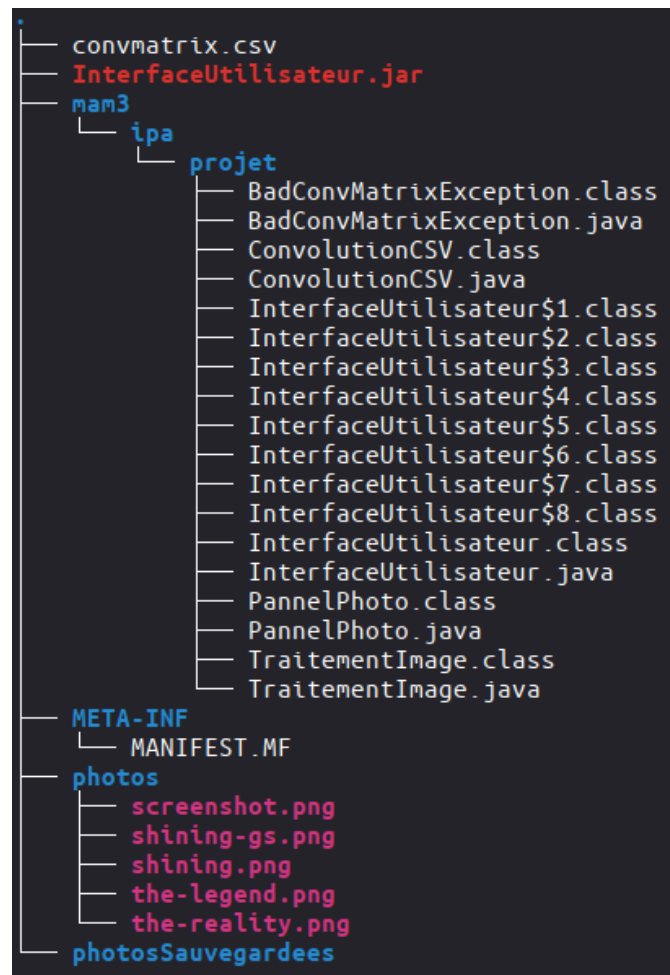 .
├── convmatrix.csv
├── InterfaceUtilisateur.jar
├── mam3
│   └── ipa
│       └── projet
│           ├── BadConvMatrixException.class
│           ├── BadConvMatrixException.java
│           ├── ConvolutionCSV.class
│           ├── ConvolutionCSV.java
│           ├── InterfaceUtilisateur$1.class
│           ├── InterfaceUtilisateur$2.class
│           ├── InterfaceUtilisateur$3.class
│           ├── InterfaceUtilisateur$4.class
│           ├── InterfaceUtilisateur$5.class
│           ├── InterfaceUtilisateur$6.class
│           ├── InterfaceUtilisateur$7.class
│           ├── InterfaceUtilisateur$8.class
│           ├── InterfaceUtilisateur.class
│           ├── InterfaceUtilisateur.java
│           ├── PannelPhoto.class
│           ├── PannelPhoto.java
│           ├── TraitementImage.class
│           └── TraitementImage.java
├── META-INF
│   └── MANIFEST.MF
├── photos
│   ├── screenshot.png
│   ├── shining-gs.png
│   ├── shining.png
│   ├── the-legend.png
│   └── the-reality.png
└── photosSauvegardees